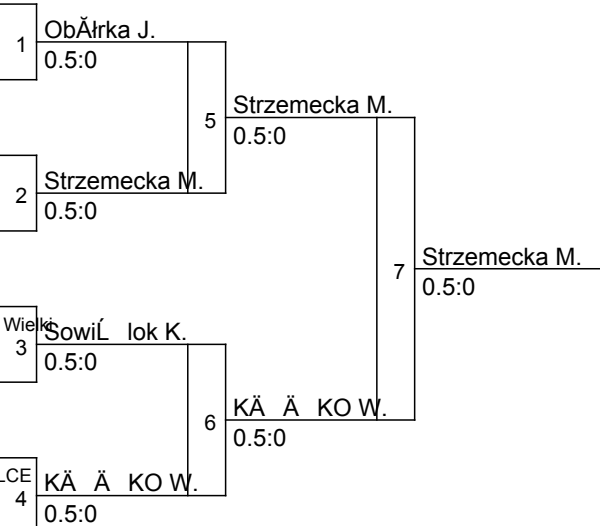 1
ObĂłrka J.
0.5:0
5
Strzemecka M.
0.5:0
2
Strzemecka M.
0.5:0
7
Strzemecka M.
0.5:0
Wielki
3
SowiĹ lok K.
0.5:0
6
KÄ Ä KO W.
0.5:0
LCE
4
KÄ Ä KO W.
0.5:0